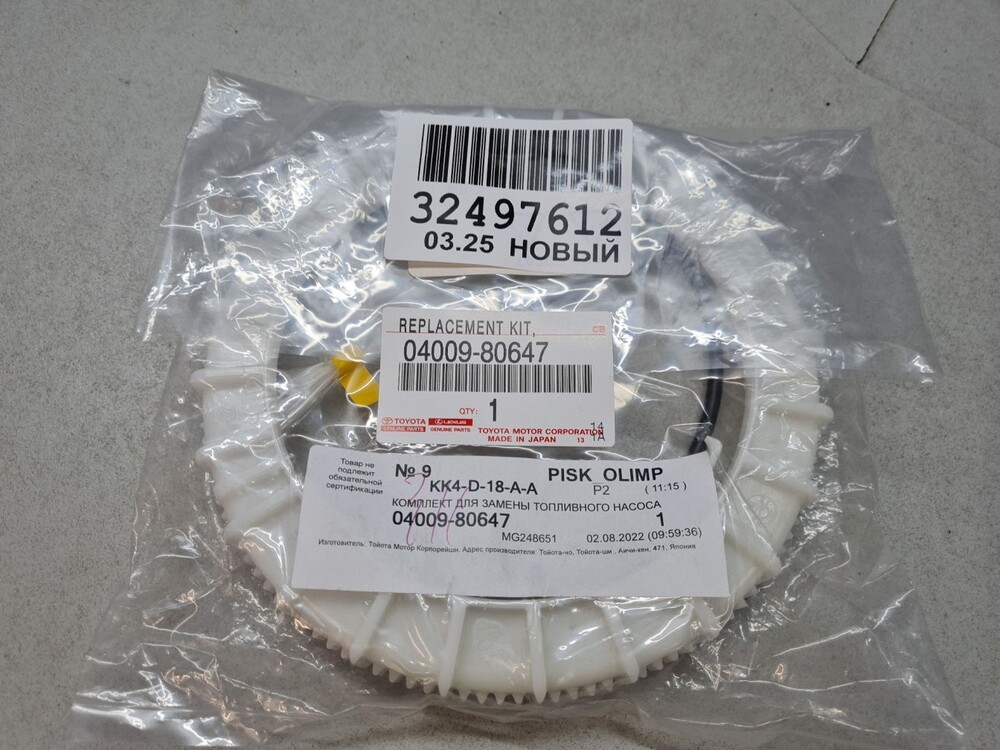 32497612
03.25 НОВЫЙ
REPLACEMENT KIT,
CB
04009-80647
QTY: 1
TOYOTA LEXUS
GENUINE PARTS GENUINE PARTS
TOYOTA MOTOR CORPORATION
MADE IN JAPAN 13
14
1A
Товар не
подлежит
обязательной
сертификации
№ 9 PISK_OLIMP
KK4-D-18-A-A P2 (11:15)
КОМПЛЕКТ ДЛЯ ЗАМЕНЫ ТОПЛИВНОГО НАСОСА
04009-80647 1
MG248651 02.08.2022 (09:59:36)
Изготовитель: Тойота Мотор Корпорейшн. Адрес производителя: Тойота-чо, Тойота-ши, Аичи-кен, 471, Япония